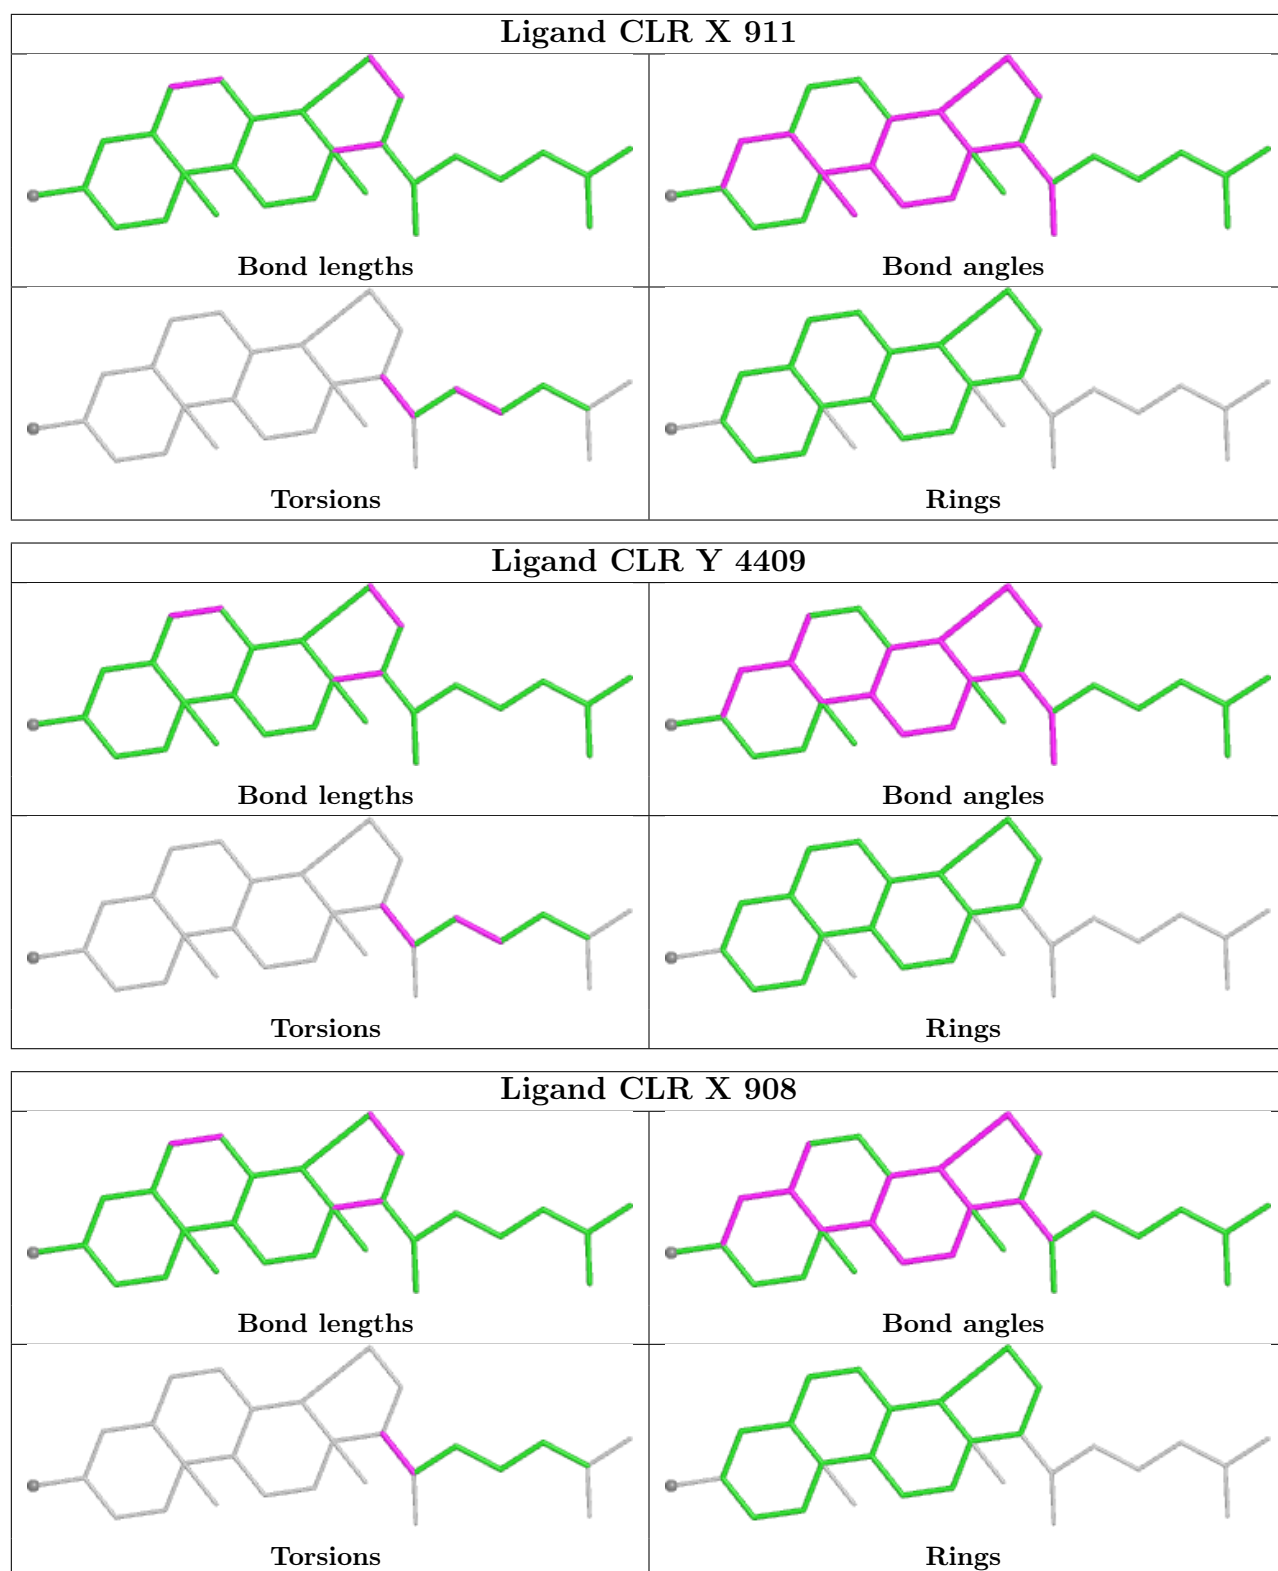 Ligand CLR X 911
Bond lengths
Bond angles
Torsions
Rings
Ligand CLR Y 4409
Bond lengths
Bond angles
Torsions
Rings
Ligand CLR X 908
Bond lengths
Bond angles
Torsions
Rings